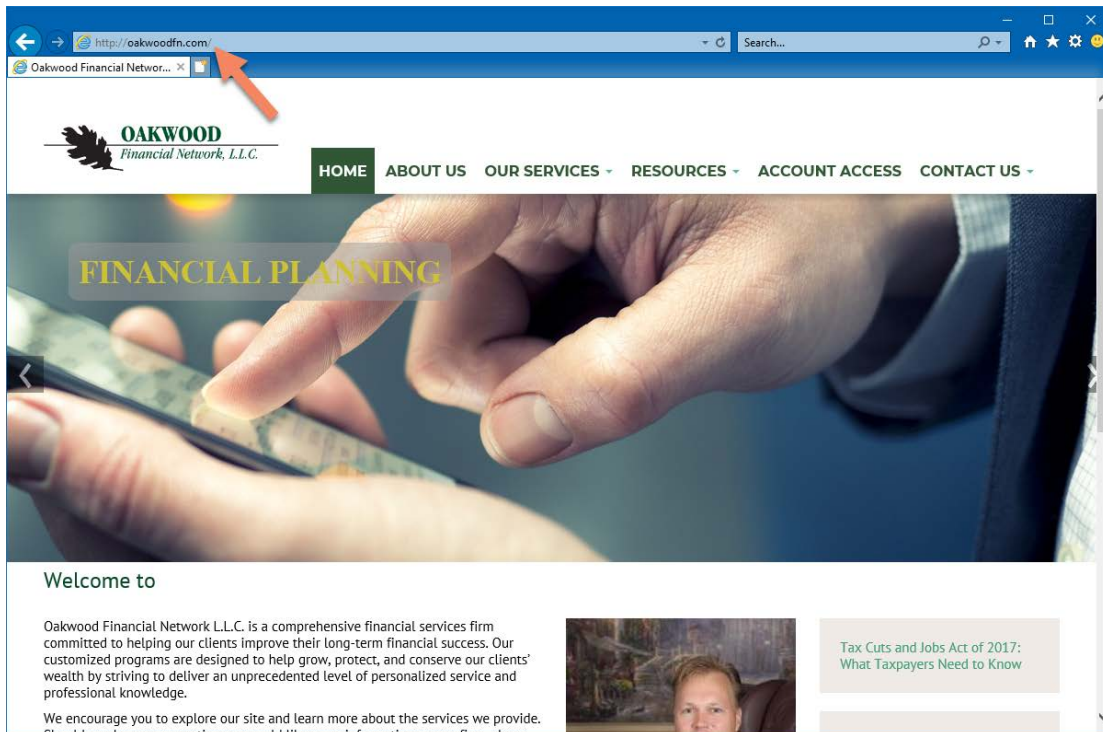 http://oakwoodfn.com/
Search...
Oakwood Financial Networ...
OAKWOOD
Financial Network, L.L.C.
HOME ABOUT US OUR SERVICES RESOURCES ACCOUNT ACCESS CONTACT US
FINANCIAL PLANNING
Welcome to
Oakwood Financial Network L.L.C. is a comprehensive financial services firm
committed to helping our clients improve their long-term financial success. Our
customized programs are designed to help grow, protect, and conserve our clients'
wealth by striving to deliver an unprecedented level of personalized service and
professional knowledge.
We encourage you to explore our site and learn more about the services we provide.
Tax Cuts and Jobs Act of 2017:
What Taxpayers Need to Know